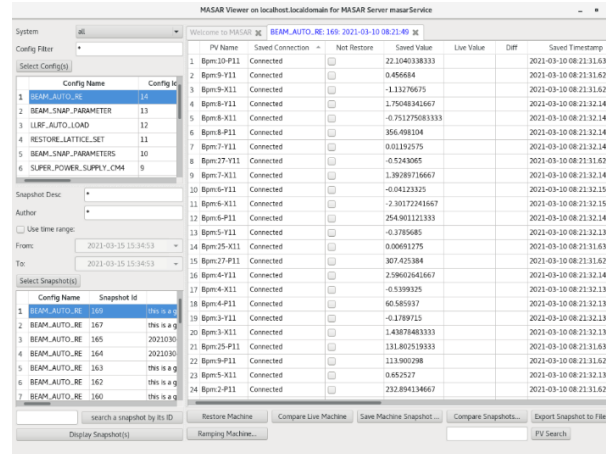 MASAR Viewer on localhost.localdomain for MASAR Server masarService
System all
Config Filter *
Select Config(s)
Config Name Config Id
1 BEAM_AUTO_RE 14
2 BEAM_SNAP_PARAMETER 13
3 LLRF_AUTO_LOAD 12
4 RESTORE_LATTICE_SET 11
5 BEAM_SNAP_PARAMETERS 10
6 SUPER_POWER_SUPPLY_CM4 9
Snapshot Desc *
Author *
Use time range:
From: 2021-03-15 15:34:53
To: 2021-03-15 15:34:53
Select Snapshot(s)
Config Name Snapshot Id
1 BEAM_AUTO_RE 169 this is a g
2 BEAM_AUTO_RE 167 this is a g
3 BEAM_AUTO_RE 165 2021030
4 BEAM_AUTO_RE 164 2021030
5 BEAM_AUTO_RE 163 this is a g
6 BEAM_AUTO_RE 162 this is a g
7 BEAM_AUTO_RE 160 this is a g
search a snapshot by its ID
Display Snapshot(s)
Welcome to MASAR BEAM_AUTO_RE: 169: 2021-03-10 08:21:49
PV Name Saved Connection Not Restore Saved Value Live Value Diff Saved Timestamp
1 Bpm:10-P11 Connected 22.1040338333 2021-03-10 08:21:31.63
2 Bpm:9-Y11 Connected 0.456684 2021-03-10 08:21:31.62
3 Bpm:9-X11 Connected -1.13276675 2021-03-10 08:21:31.62
4 Bpm:8-Y11 Connected 1.75048341667 2021-03-10 08:21:32.14
5 Bpm:8-X11 Connected -0.751275083333 2021-03-10 08:21:32.14
6 Bpm:8-P11 Connected 356.498104 2021-03-10 08:21:32.14
7 Bpm:7-Y11 Connected 0.01192575 2021-03-10 08:21:32.14
8 Bpm:27-Y11 Connected -0.5243065 2021-03-10 08:21:31.62
9 Bpm:7-X11 Connected 1.39289716667 2021-03-10 08:21:32.14
10 Bpm:6-Y11 Connected -0.04123325 2021-03-10 08:21:32.15
11 Bpm:6-X11 Connected -2.30172241667 2021-03-10 08:21:32.15
12 Bpm:6-P11 Connected 254.901121333 2021-03-10 08:21:32.14
13 Bpm:5-Y11 Connected -0.3785685 2021-03-10 08:21:32.13
14 Bpm:25-X11 Connected 0.00691275 2021-03-10 08:21:31.63
15 Bpm:27-P11 Connected 307.425384 2021-03-10 08:21:31.62
16 Bpm:4-Y11 Connected 2.59602641667 2021-03-10 08:21:32.14
17 Bpm:4-X11 Connected -0.5399325 2021-03-10 08:21:32.13
18 Bpm:4-P11 Connected 60.585937 2021-03-10 08:21:32.13
19 Bpm:3-Y11 Connected -0.1789715 2021-03-10 08:21:32.13
20 Bpm:3-X11 Connected 1.43878483333 2021-03-10 08:21:32.13
21 Bpm:25-P11 Connected 131.802519333 2021-03-10 08:21:31.63
22 Bpm:9-P11 Connected 113.900298 2021-03-10 08:21:31.62
23 Bpm:5-X11 Connected 0.652527 2021-03-10 08:21:32.13
24 Bpm:2-P11 Connected 232.894134667 2021-03-10 08:21:31.62
Restore Machine Compare Live Machine Save Machine Snapshot ... Compare Snapshots... Export Snapshot to File
Ramping Machine... PV Search